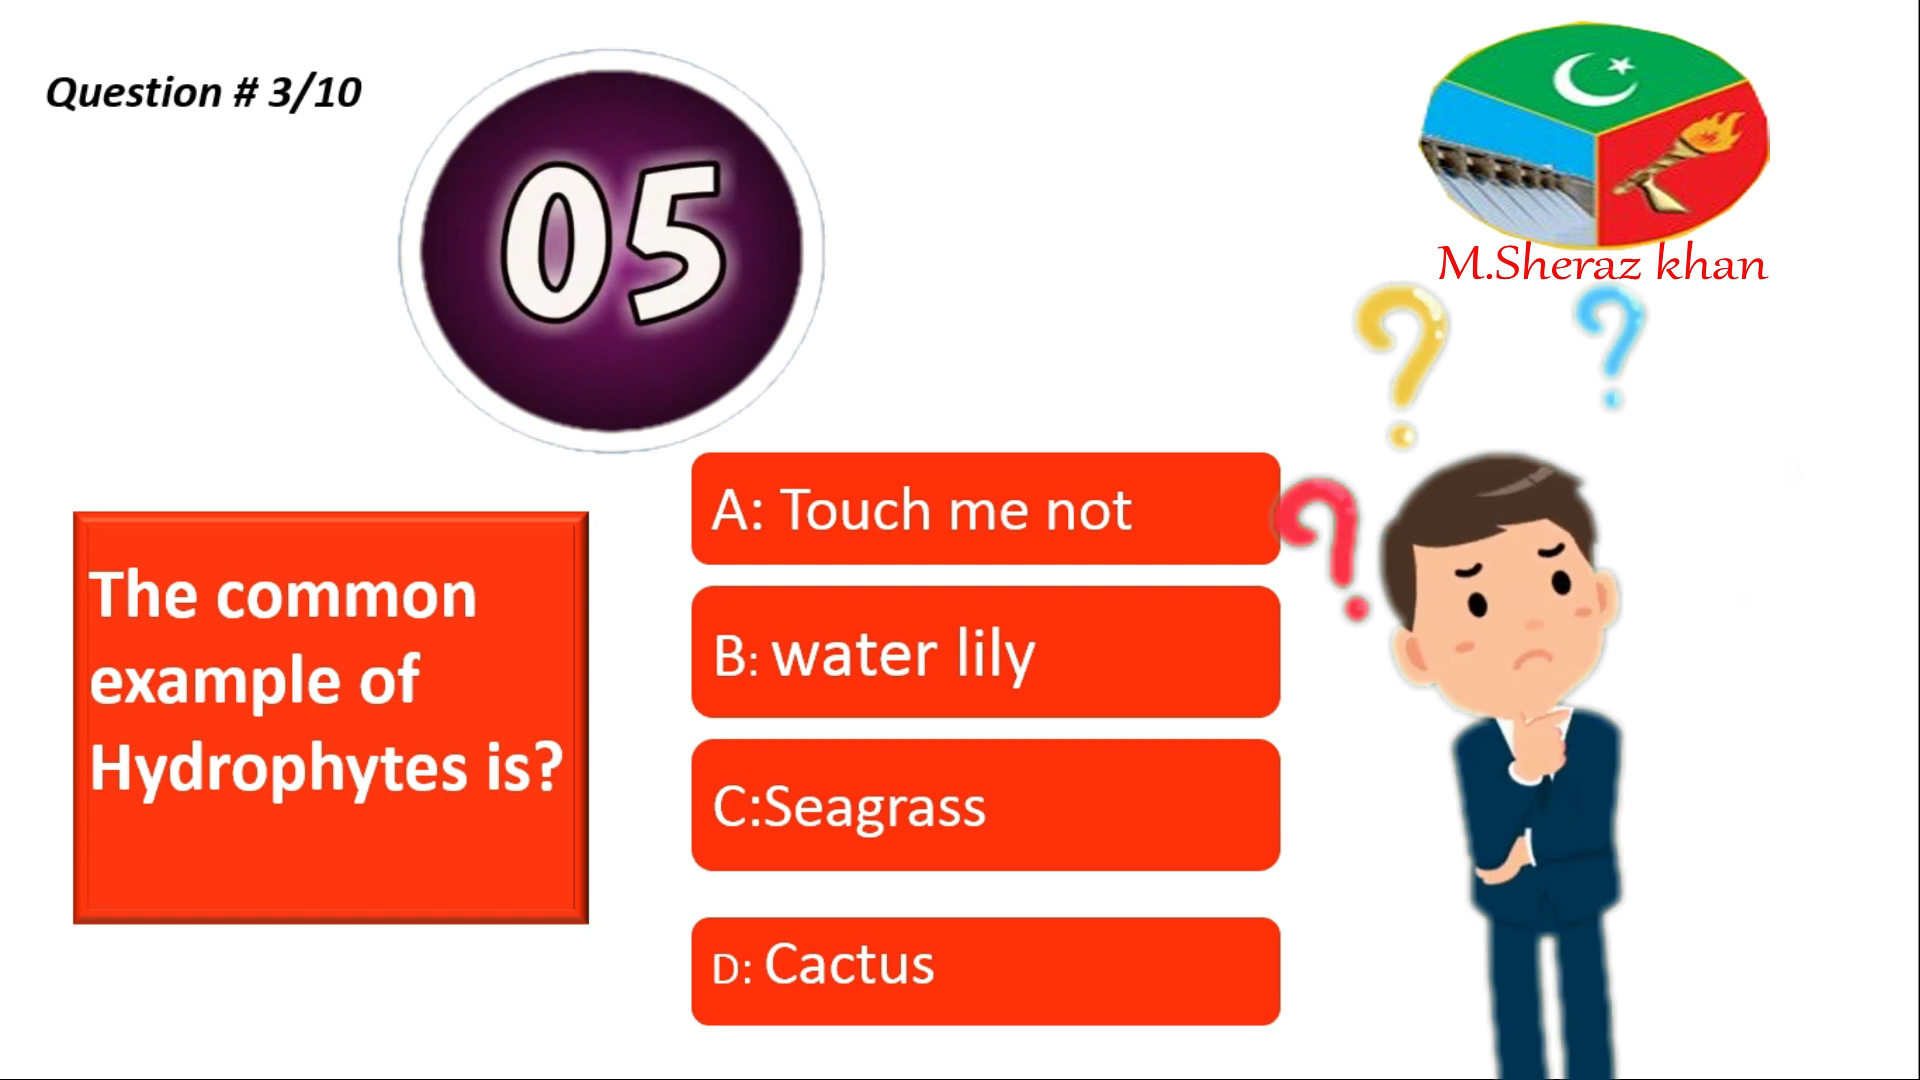 Question # 3/10
05
M.Sheraz khan
The common
example of
Hydrophytes is?
A: Touch me not
B: water lily
C:Seagrass
D: Cactus